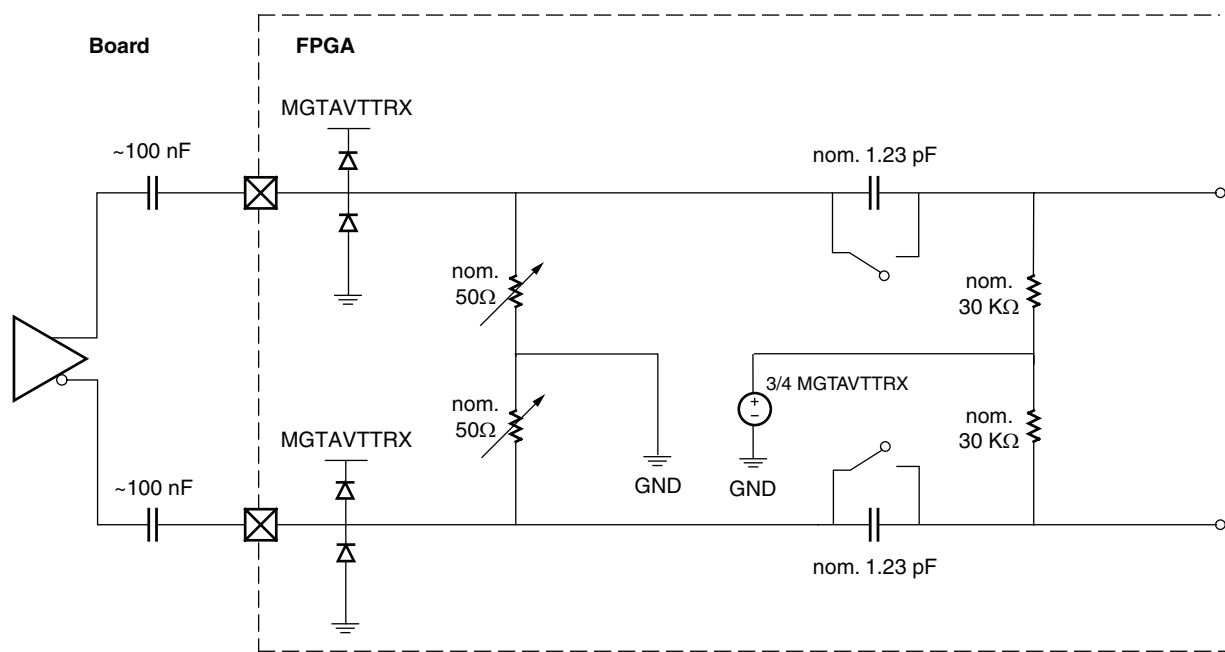 Board
FPGA
MGTAVTTRX
~100 nF
nom. 1.23 pF
nom.
50Ω
nom.
30 KΩ
3/4 MGTAVTTRX
+
−
nom.
50Ω
nom.
30 KΩ
MGTAVTTRX
~100 nF
GND
GND
nom. 1.23 pF